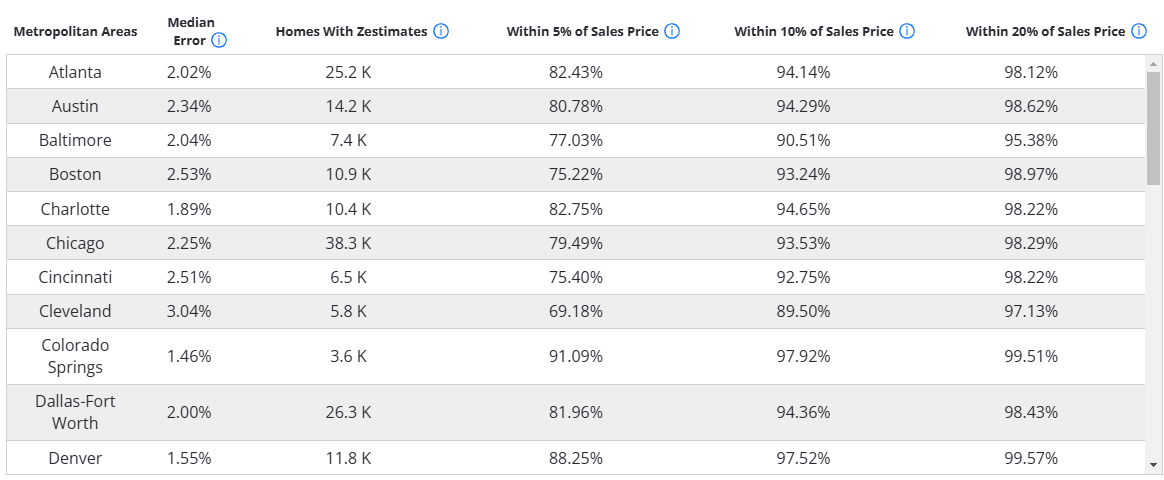 Metropolitan Areas Median Error Homes With Zestimates Within 5% of Sales Price Within 10% of Sales Price Within 20% of Sales Price
Atlanta 2.02% 25.2 K 82.43% 94.14% 98.12%
Austin 2.34% 14.2 K 80.78% 94.29% 98.62%
Baltimore 2.04% 7.4 K 77.03% 90.51% 95.38%
Boston 2.53% 10.9 K 75.22% 93.24% 98.97%
Charlotte 1.89% 10.4 K 82.75% 94.65% 98.22%
Chicago 2.25% 38.3 K 79.49% 93.53% 98.29%
Cincinnati 2.51% 6.5 K 75.40% 92.75% 98.22%
Cleveland 3.04% 5.8 K 69.18% 89.50% 97.13%
Colorado Springs 1.46% 3.6 K 91.09% 97.92% 99.51%
Dallas-Fort Worth 2.00% 26.3 K 81.96% 94.36% 98.43%
Denver 1.55% 11.8 K 88.25% 97.52% 99.57%